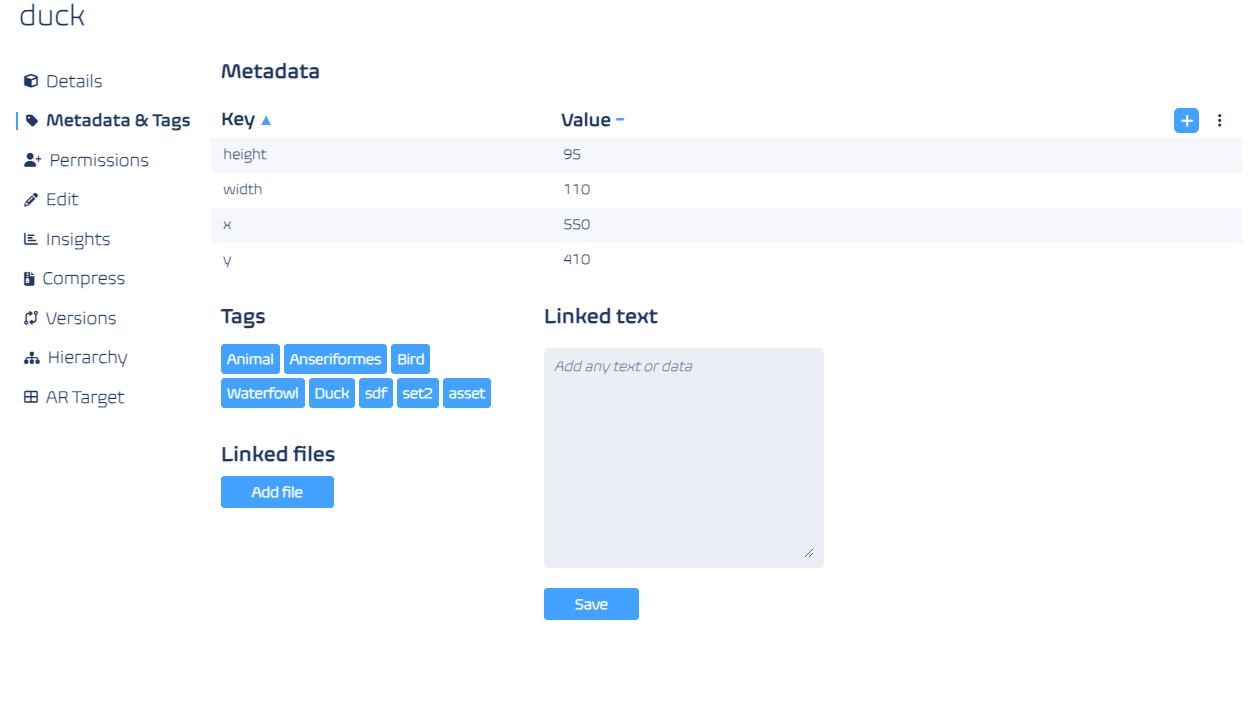 duck
Details
Metadata & Tags
Permissions
Edit
Insights
Compress
Versions
Hierarchy
AR Target
Metadata
Key Value
height 95
width 110
x 550
y 410
Tags
Animal Anseriformes Bird
Waterfowl Duck sdf set2 asset
Linked files
Add file
Linked text
Add any text or data
Save